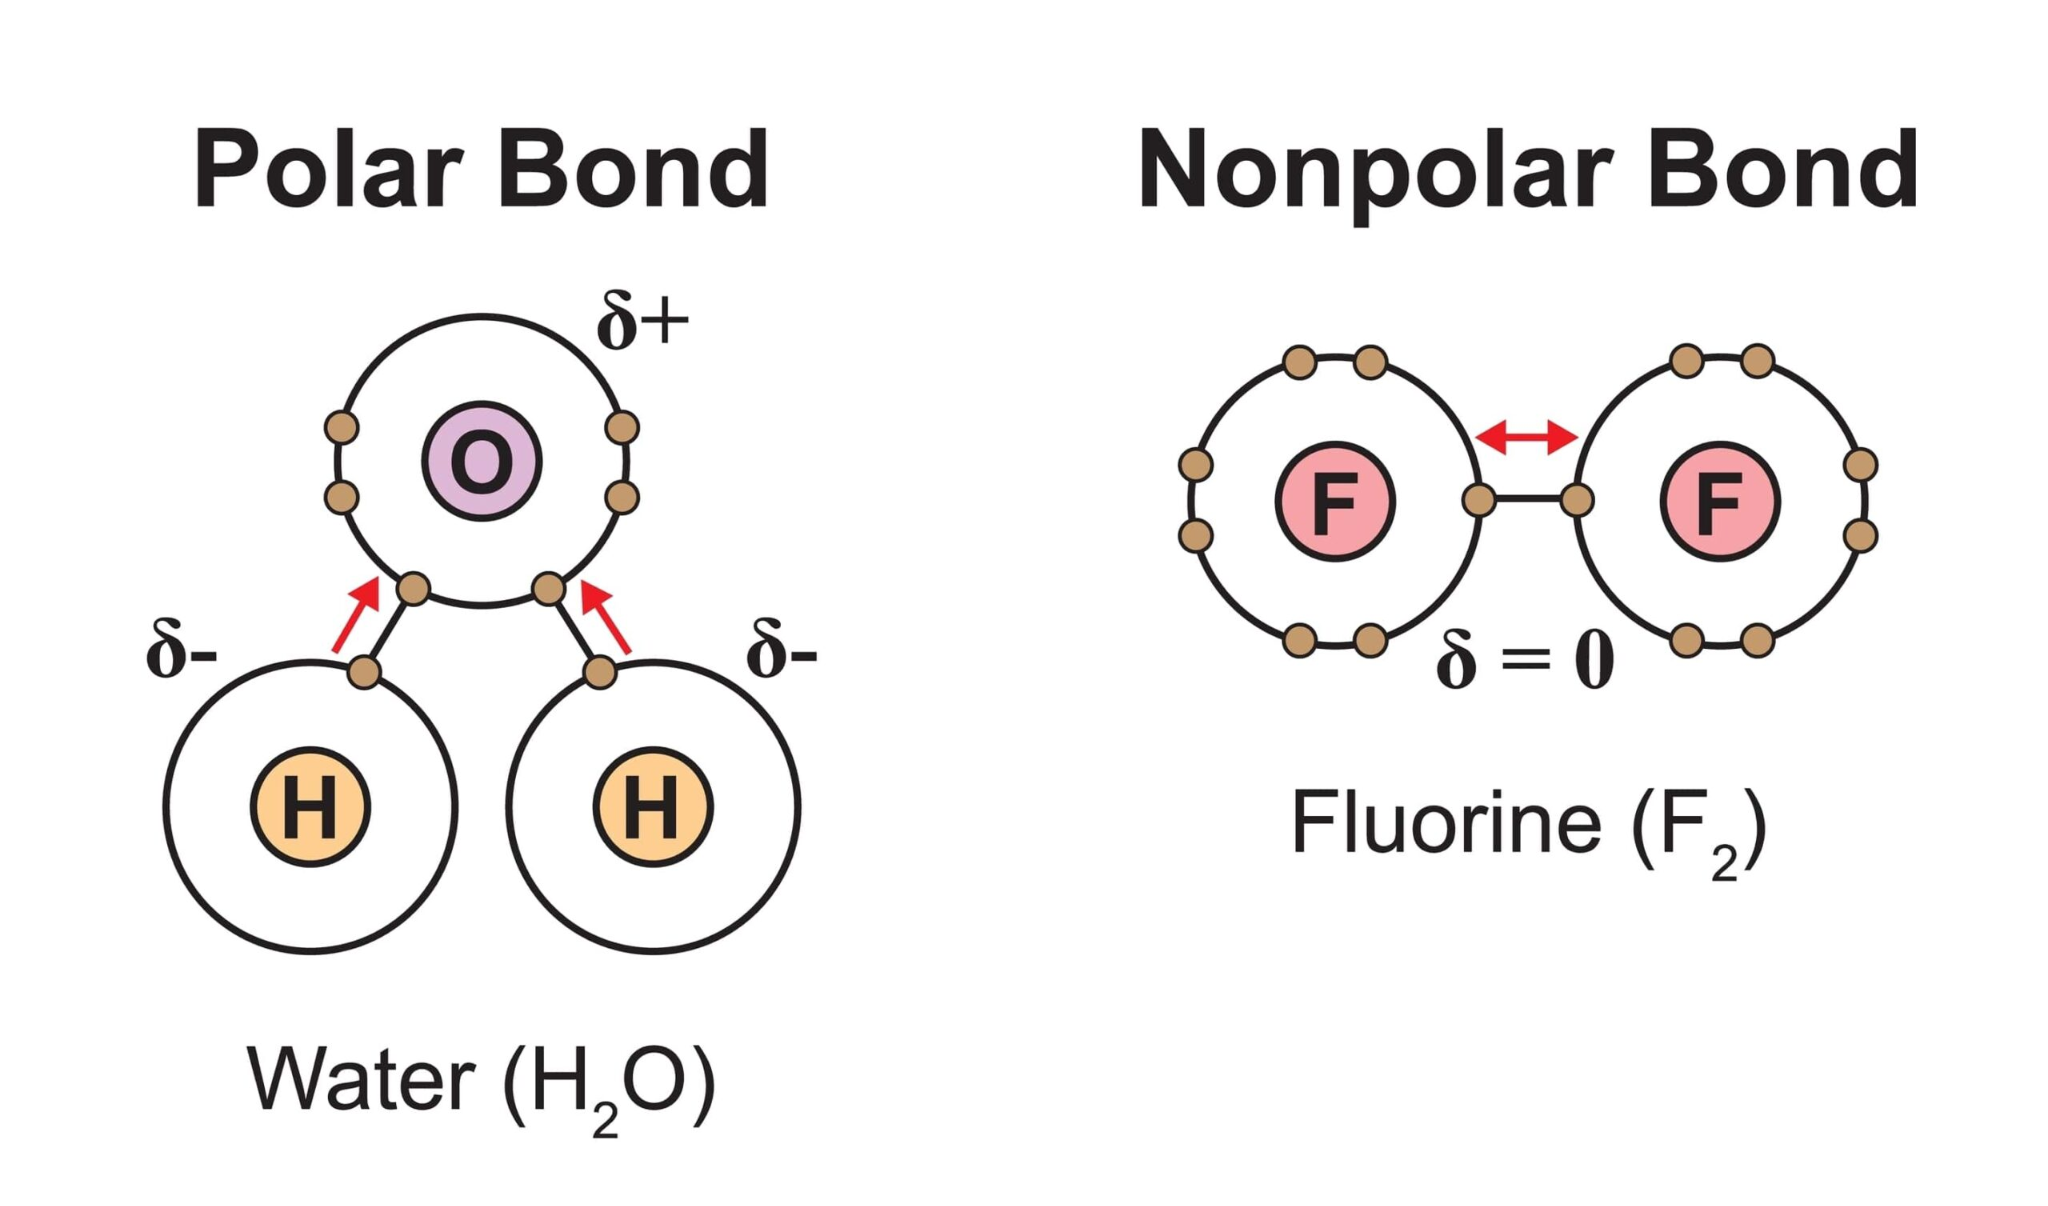 Polar Bond
δ+
O
δ-
δ-
H
H
Water (H₂O)
Nonpolar Bond
F
F
δ = 0
Fluorine (F₂)